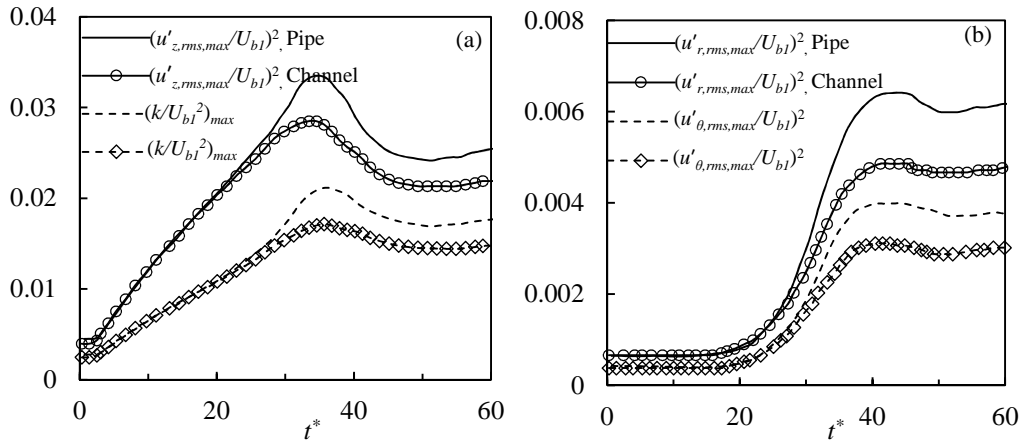 0.04
(u'z,rms,max/Ub1)², Pipe
(a)
(u'z,rms,max/Ub1)², Channel
0.03
(k/Ub1²)max
(k/Ub1²)max
0.02
0.01
0
0 20 40 60
t*
0.008
(u'r,rms,max/Ub1)², Pipe
(b)
(u'r,rms,max/Ub1)², Channel
0.006
(u'θ,rms,max/Ub1)²
(u'θ,rms,max/Ub1)²
0.004
0.002
0
0 20 40 60
t*